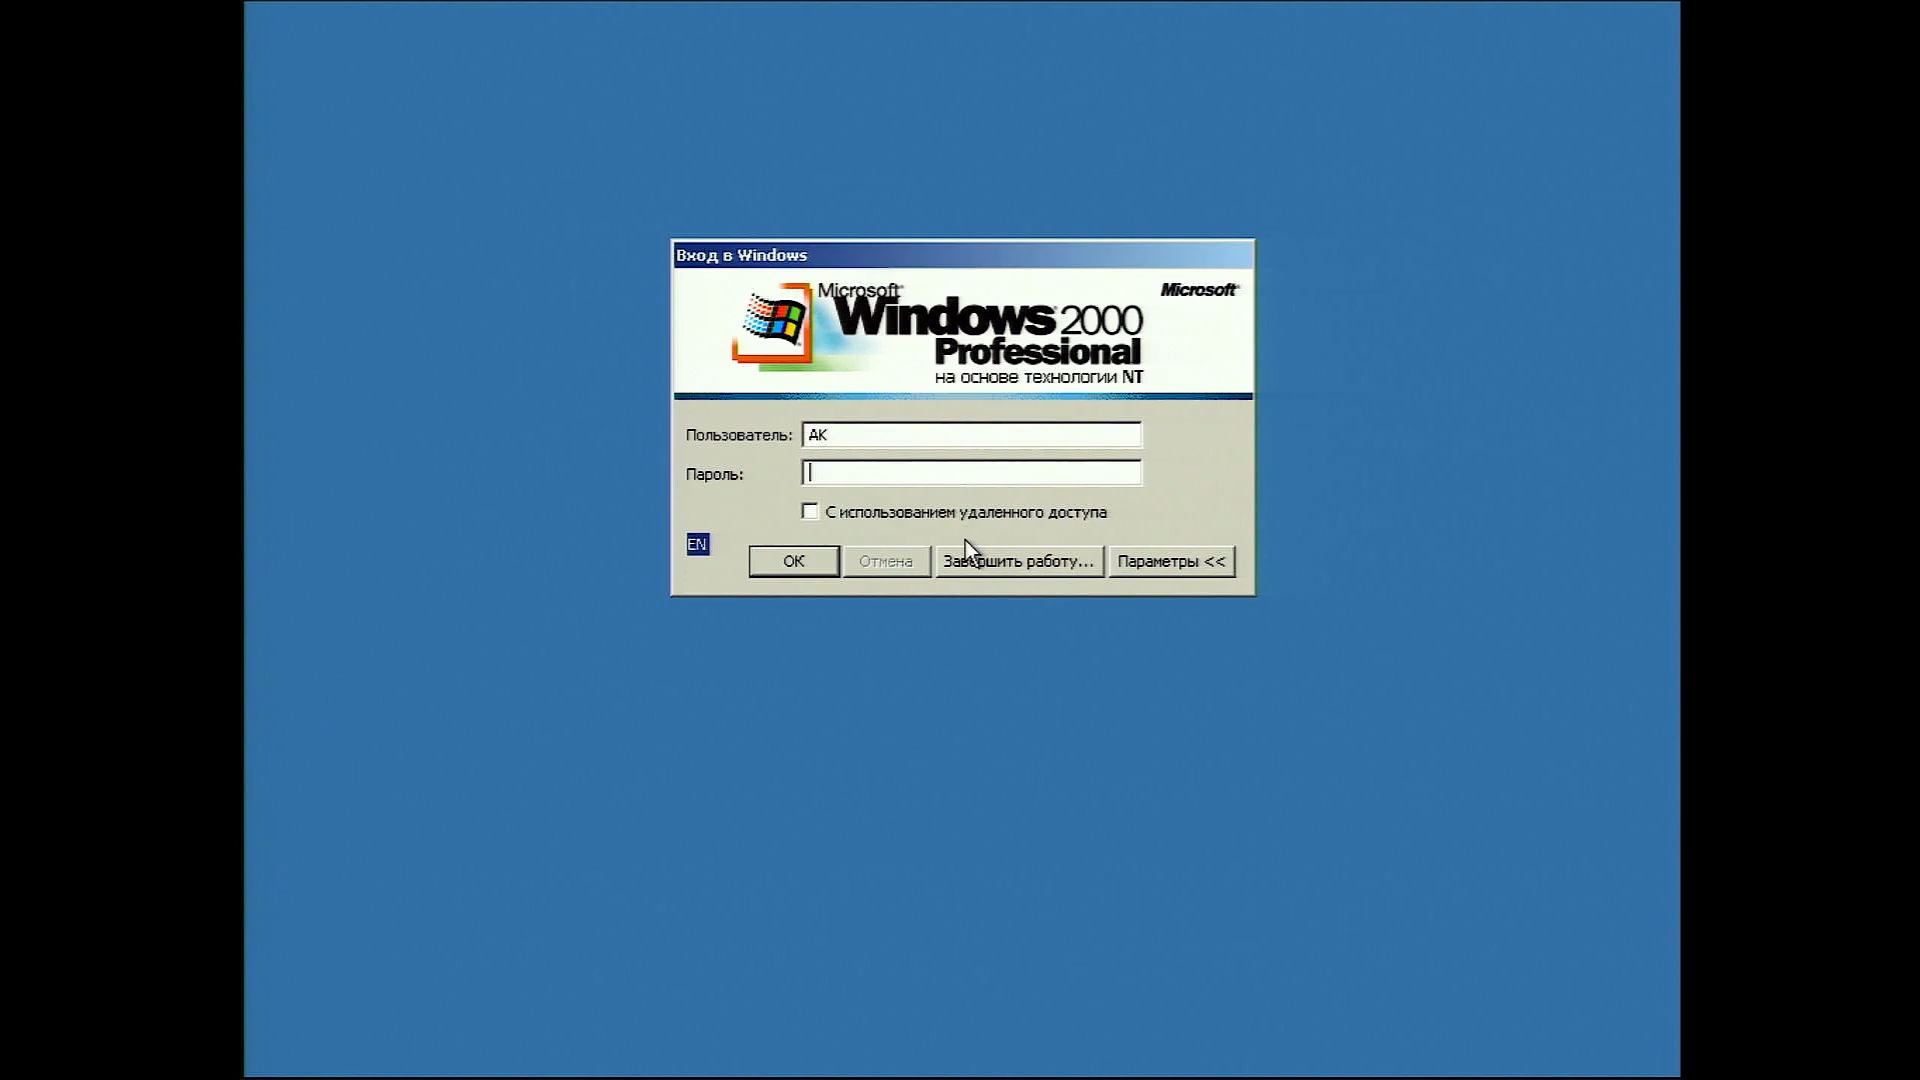 Вход в Windows
Microsoft
Microsoft
Windows 2000
Professional
на основе технологии NT
Пользователь: AK
Пароль:
С использованием удаленного доступа
EN
ОК Отмена Завершить работу... Параметры <<